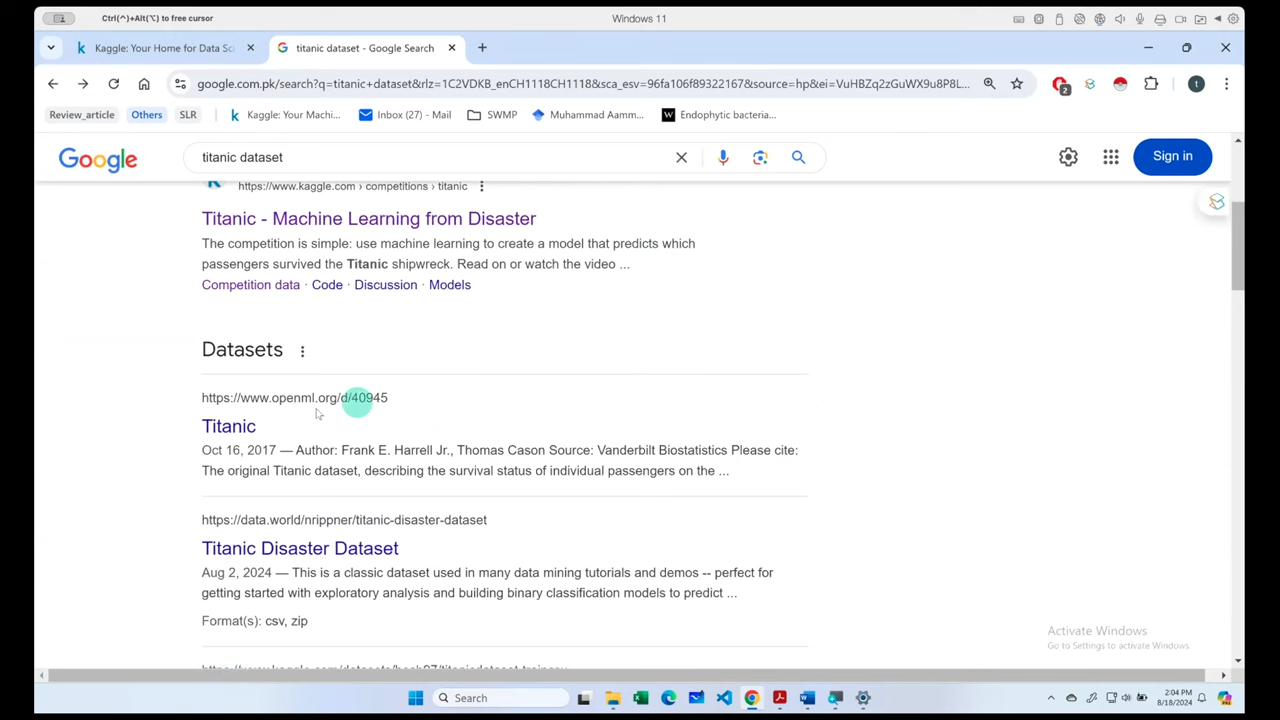 Ctrl(^)+Alt(⌥) to free cursor
Windows 11
Kaggle: Your Home for Data Sci
titanic dataset - Google Search
google.com.pk/search?q=titanic+dataset&rlz=1C2VDKB_enCH1118CH1118&sca_esv=96fa106f89322167&source=hp&ei=VuHBZq2zGuWX9u8P8L...
2
t
Review_article
Others
SLR
Kaggle: Your Machi...
Inbox (27) - Mail
SWMP
Muhammad Aamm...
Endophytic bacteria...
Google
titanic dataset
Sign in
https://www.kaggle.com › competitions › titanic
Titanic - Machine Learning from Disaster
The competition is simple: use machine learning to create a model that predicts which
passengers survived the Titanic shipwreck. Read on or watch the video ...
Competition data · Code · Discussion · Models
Datasets
https://www.openml.org/d/40945
Titanic
Oct 16, 2017 — Author: Frank E. Harrell Jr., Thomas Cason Source: Vanderbilt Biostatistics Please cite:
The original Titanic dataset, describing the survival status of individual passengers on the ...
https://data.world/nrippner/titanic-disaster-dataset
Titanic Disaster Dataset
Aug 2, 2024 — This is a classic dataset used in many data mining tutorials and demos -- perfect for
getting started with exploratory analysis and building binary classification models to predict ...
Format(s): csv, zip
Activate Windows
Go to Settings to activate Windows.
Search
2:04 PM
8/18/2024